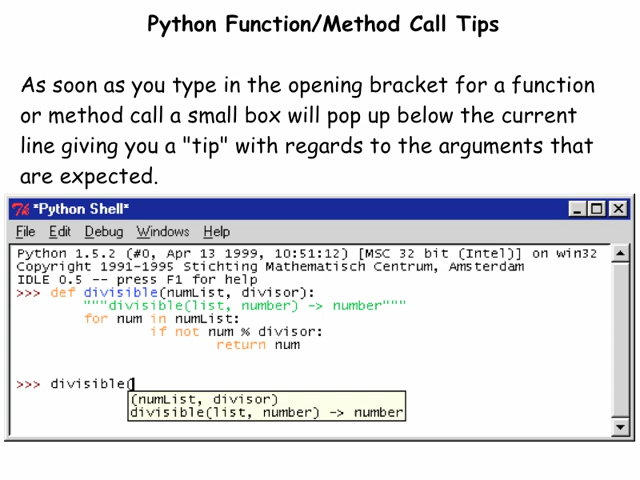 Python Function/Method Call Tips
As soon as you type in the opening bracket for a function
or method call a small box will pop up below the current
line giving you a "tip" with regards to the arguments that
are expected.
*Python Shell*
File Edit Debug Windows Help
Python 1.5.2 (#0, Apr 13 1999, 10:51:12) [MSC 32 bit (Intel)] on win32
Copyright 1991-1995 Stichting Mathematisch Centrum, Amsterdam
IDLE 0.5 -- press F1 for help
>>> def divisible(numList, divisor):
"""divisible(list, number) -> number"""
for num in numList:
if not num % divisor:
return num
>>> divisible(
(numList, divisor)
divisible(list, number) -> number